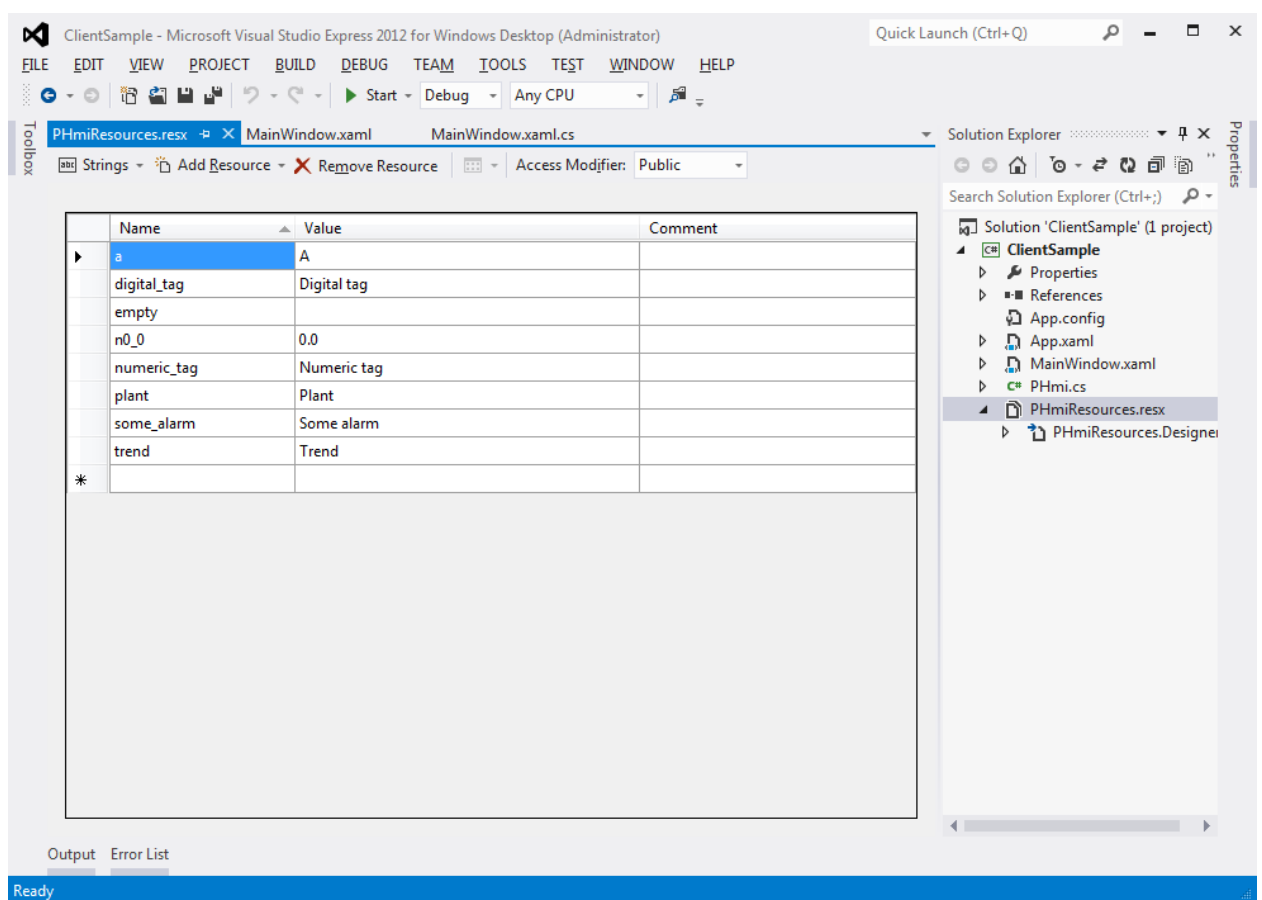 ClientSample - Microsoft Visual Studio Express 2012 for Windows Desktop (Administrator)
Quick Launch (Ctrl+Q)
FILE EDIT VIEW PROJECT BUILD DEBUG TEAM TOOLS TEST WINDOW HELP
Start Debug Any CPU
Toolbox
PHmiResources.resx MainWindow.xaml MainWindow.xaml.cs
abc Strings Add Resource Remove Resource Access Modifier: Public
Name Value Comment
a A
digital_tag Digital tag
empty
n0_0 0.0
numeric_tag Numeric tag
plant Plant
some_alarm Some alarm
trend Trend
Solution Explorer
Search Solution Explorer (Ctrl+;)
Solution 'ClientSample' (1 project)
C# ClientSample
Properties
References
App.config
App.xaml
MainWindow.xaml
C# PHmi.cs
PHmiResources.resx
PHmiResources.Designer
Properties
Output Error List
Ready